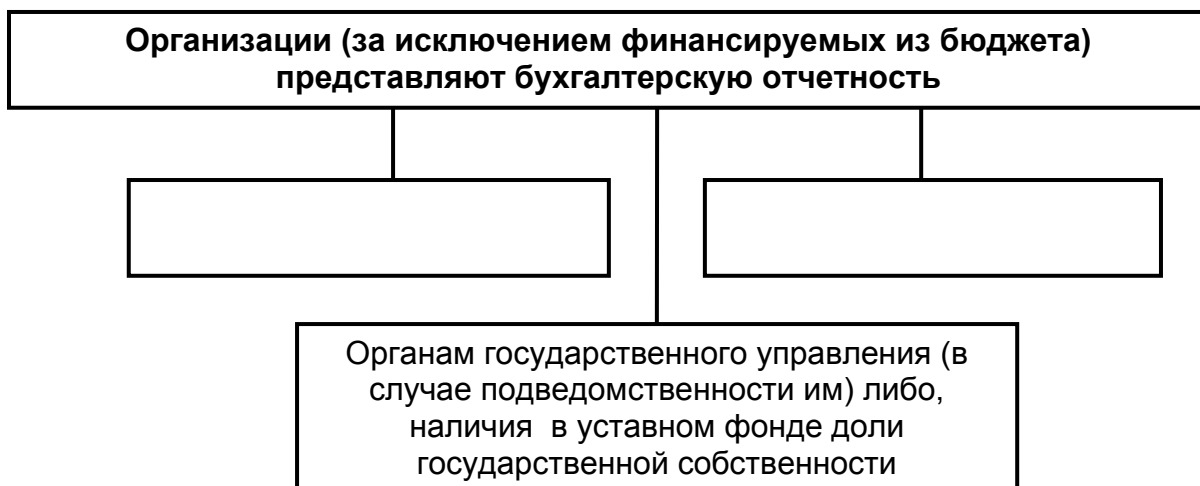 Организации (за исключением финансируемых из бюджета)
представляют бухгалтерскую отчетность
Органам государственного управления (в
случае подведомственности им) либо,
наличия  в уставном фонде доли
государственной собственности